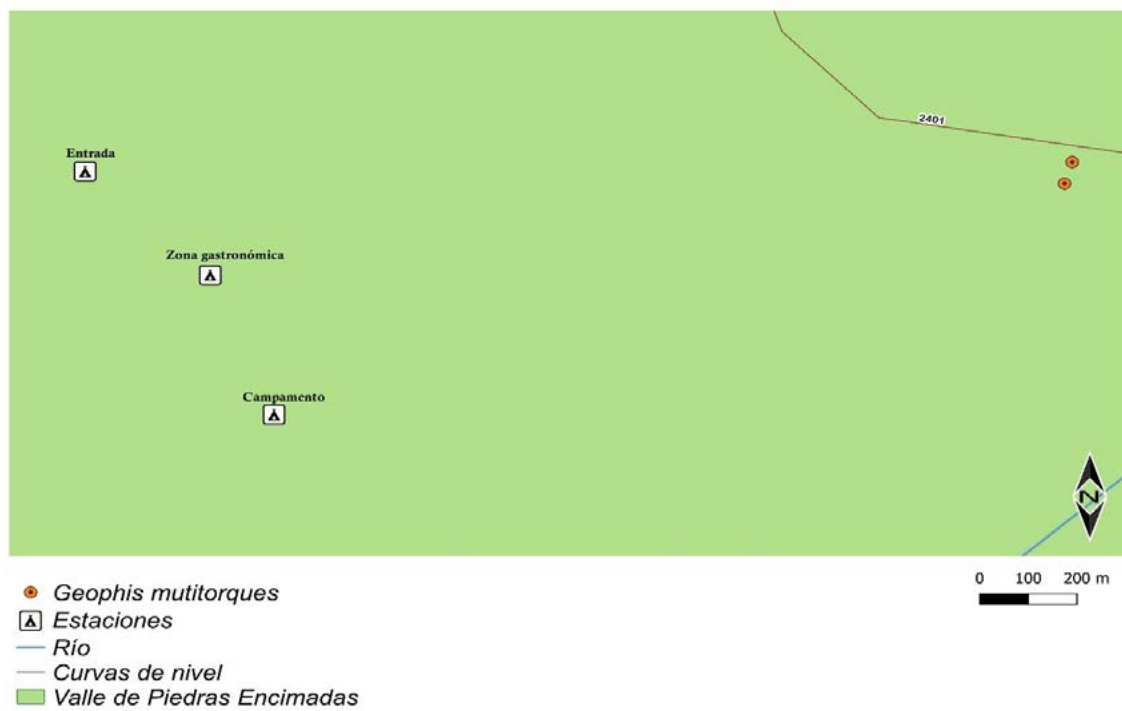 2401
Entrada
Zona gastronómica
Campamento
N
0 100 200 m
Geophis mutitorques
Estaciones
Río
Curvas de nivel
Valle de Piedras Encimadas